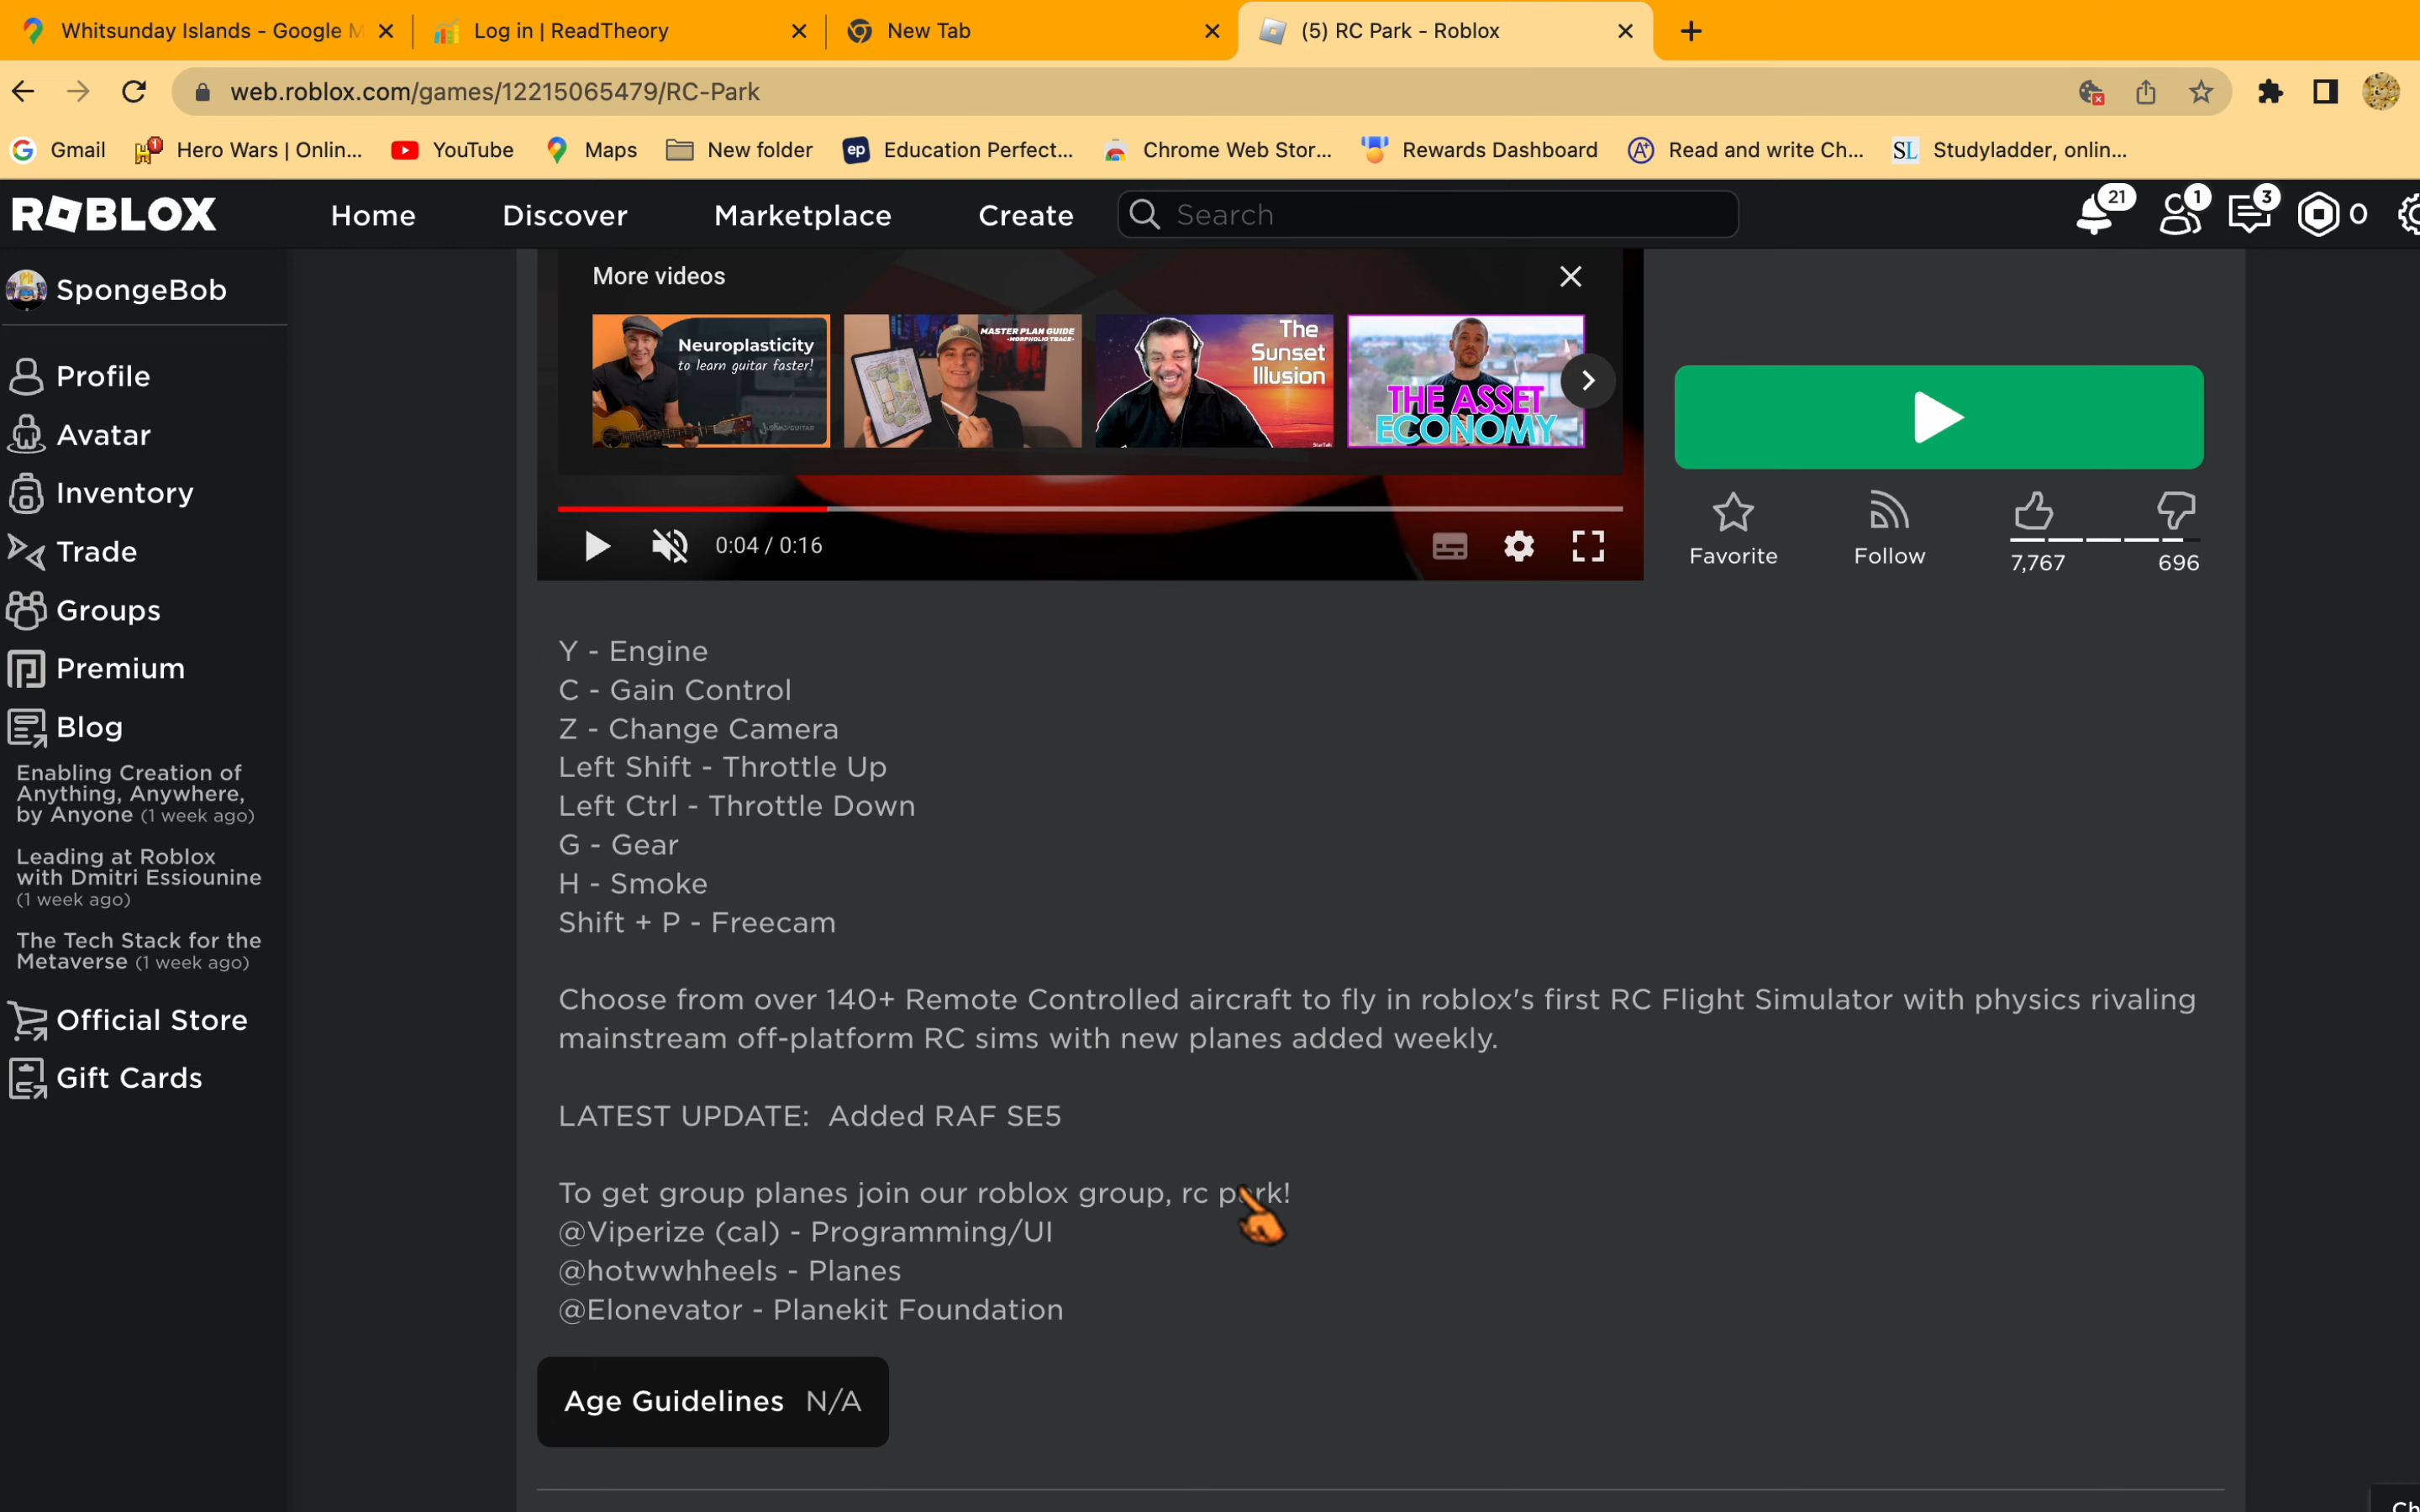 Whitsunday Islands - Google M
Log in | ReadTheory
New Tab
(5) RC Park - Roblox
web.roblox.com/games/12215065479/RC-Park
Gmail
Hero Wars | Onlin...
YouTube
Maps
New folder
ep
Education Perfect...
Chrome Web Stor...
Rewards Dashboard
A+
Read and write Ch...
SL
Studyladder, onlin...
ROBLOX
Home
Discover
Marketplace
Create
Search
21
1
3
0
SpongeBob
Profile
Avatar
Inventory
Trade
Groups
Premium
Blog
Enabling Creation of
Anything, Anywhere,
by Anyone (1 week ago)
Leading at Roblox
with Dmitri Essiounine
(1 week ago)
The Tech Stack for the
Metaverse (1 week ago)
Official Store
Gift Cards
More videos
Neuroplasticity
to learn guitar faster!
MASTER PLAN GUIDE
-MORPHOLIO TRACE-
The
Sunset
Illusion
StarTalk
THE ASSET
ECONOMY
0:04 / 0:16
Favorite
Follow
7,767
696
Y - Engine
C - Gain Control
Z - Change Camera
Left Shift - Throttle Up
Left Ctrl - Throttle Down
G - Gear
H - Smoke
Shift + P - Freecam
Choose from over 140+ Remote Controlled aircraft to fly in roblox's first RC Flight Simulator with physics rivaling
mainstream off-platform RC sims with new planes added weekly.
LATEST UPDATE: Added RAF SE5
To get group planes join our roblox group, rc park!
@Viperize (cal) - Programming/UI
@hotwwhheels - Planes
@Elonevator - Planekit Foundation
Age Guidelines N/A